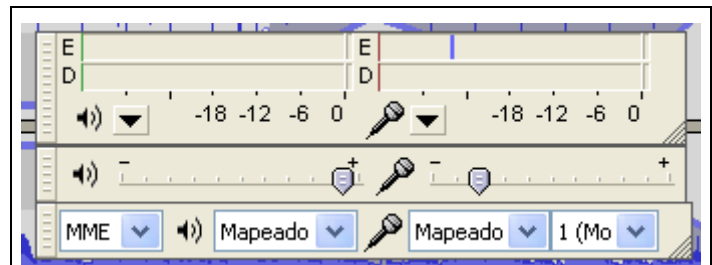 E E
D D
-18 -12 -6 0 -18 -12 -6 0
- + - +
MME Mapeado Mapeado 1 (Mo